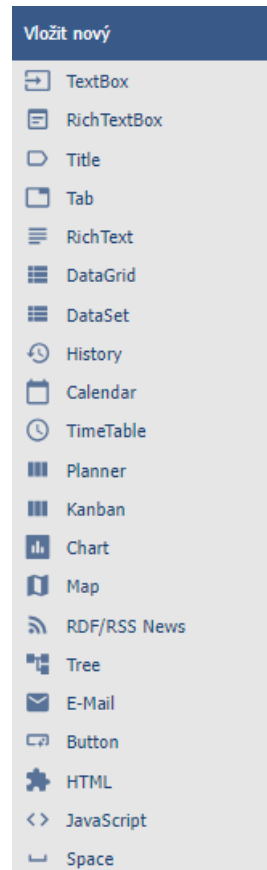 Vložit nový
TextBox
RichTextBox
Title
Tab
RichText
DataGrid
DataSet
History
Calendar
TimeTable
Planner
Kanban
Chart
Map
RDF/RSS News
Tree
E-Mail
Button
HTML
JavaScript
Space